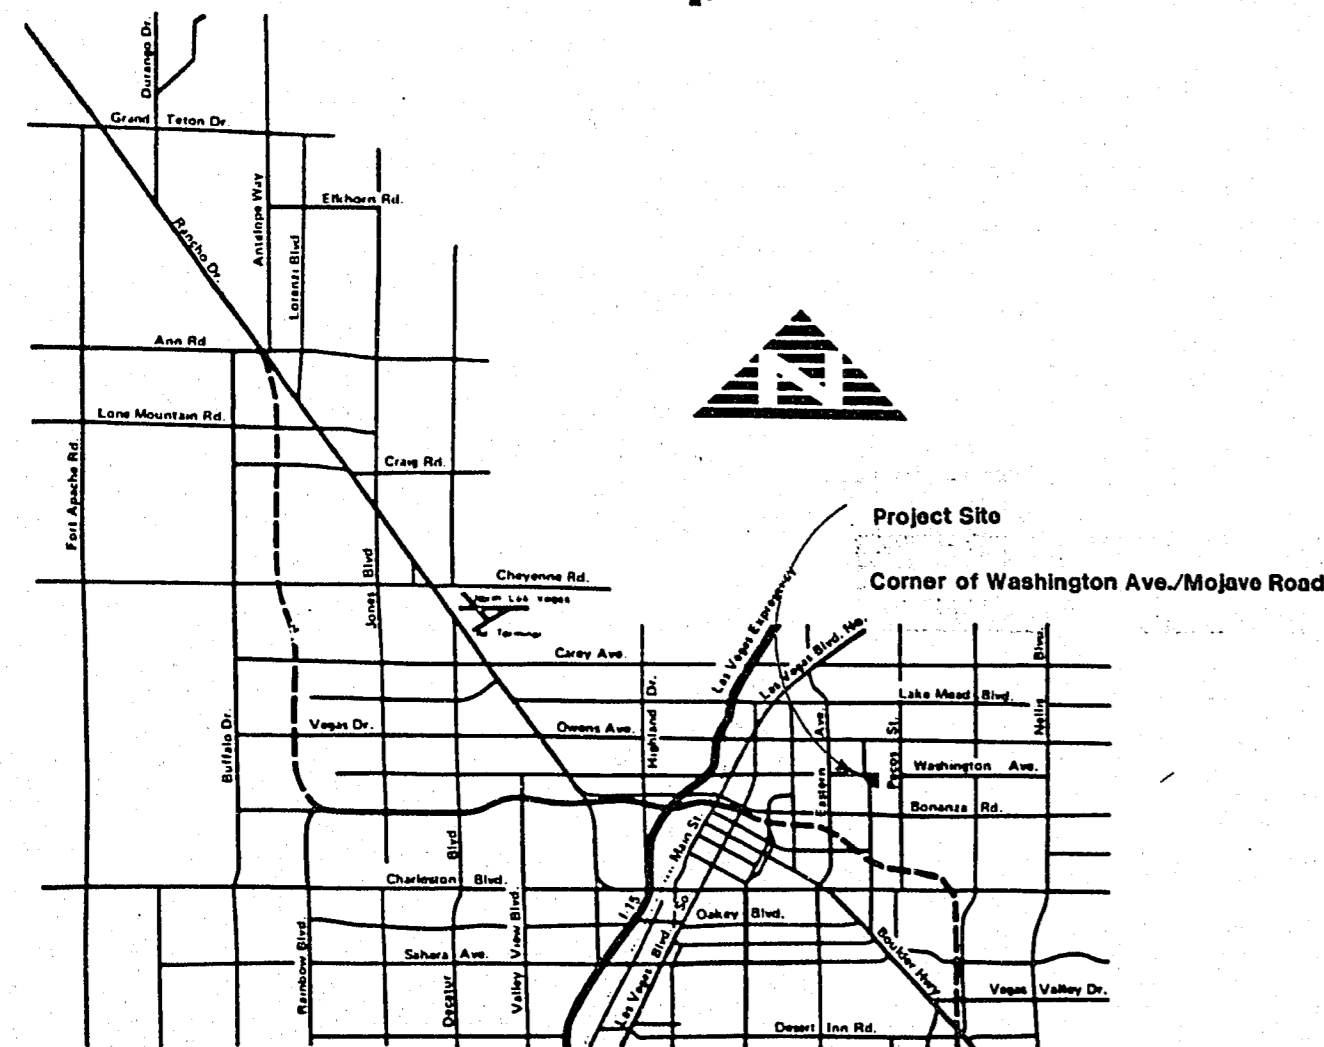 Durango Dr.
Grand Teton Dr.
Antelope Way
Elkhorn Rd.
Rancho Dr.
Lorenzi Blvd
N
Ann Rd
Lone Mountain Rd.
Craig Rd.
Fort Apache Rd.
Project Site
Corner of Washington Ave./Mojave Road
Jones Blvd
Cheyenne Rd.
North Las Vegas
Las Vegas Expressway
Las Vegas Blvd. No.
Carey Ave.
Nellis Blvd.
Lake Mead Blvd.
Buffalo Dr.
Vegas Dr.
Owens Ave.
Highland Dr.
Eastern Ave.
Pecos St.
Washington Ave.
Bonanza Rd.
Main St.
Charleston Blvd.
I-15
Oakey Blvd.
Sahara Ave.
Rainbow Blvd.
Decatur Blvd
Valley View Blvd.
Las Vegas Blvd. So
Boulder Hwy
Vegas Valley Dr.
Desert Inn Rd.